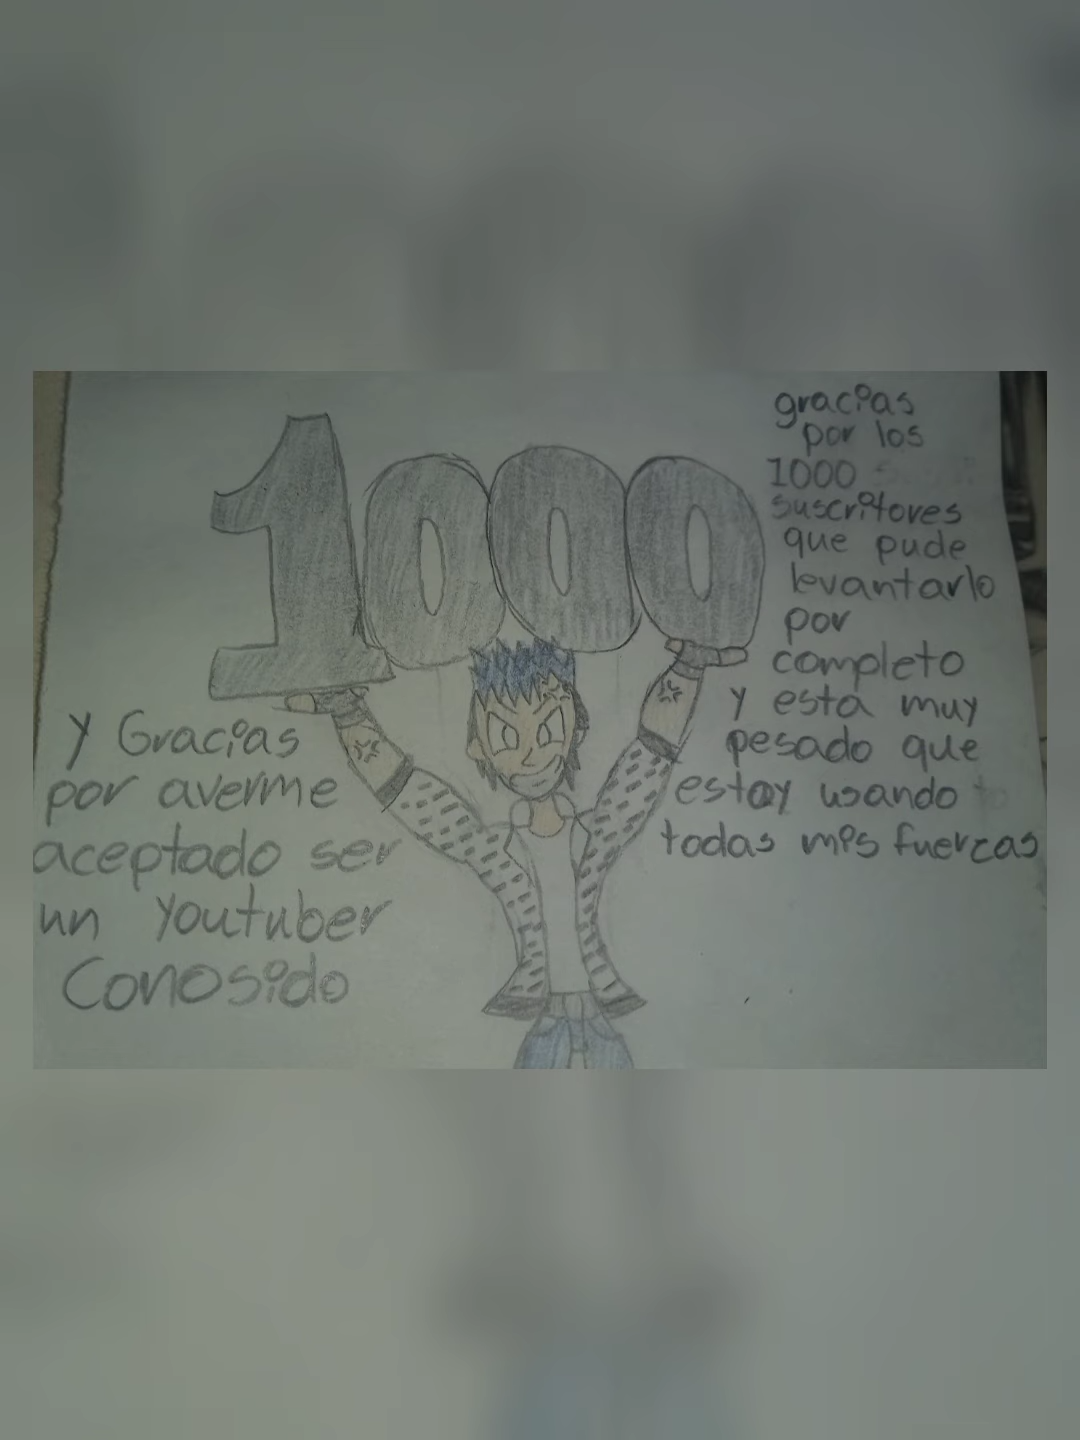 1000
gracias
por los
1000
suscritores
que pude
levantarlo
por
completo
y esta muy
pesado que
estoy usando
todas mis fuercas
y Gracias
por averme
aceptado ser
un Youtuber
Conosido